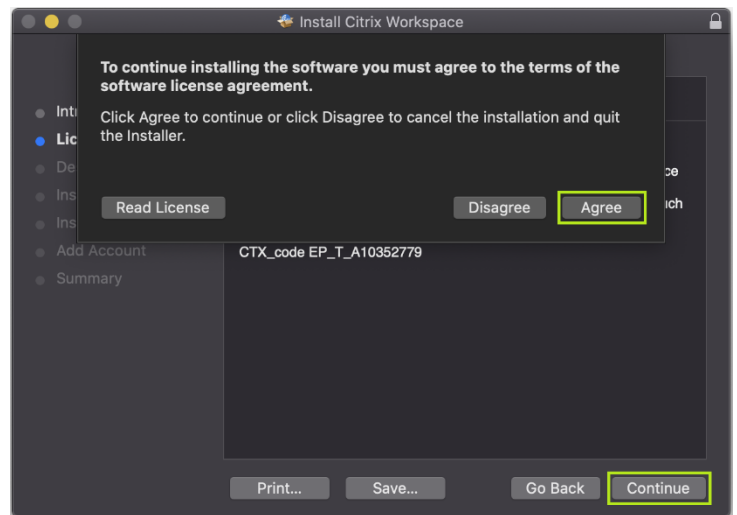 Install Citrix Workspace
To continue installing the software you must agree to the terms of the
software license agreement.
Click Agree to continue or click Disagree to cancel the installation and quit
the Installer.
Read License
Disagree
Agree
Add Account
Summary
CTX_code EP_T_A10352779
Print...
Save...
Go Back
Continue